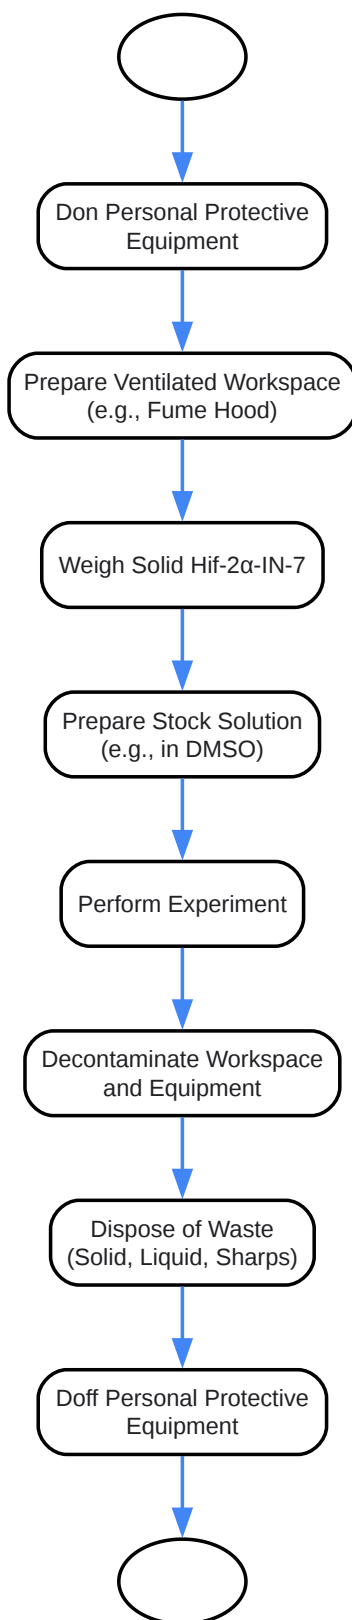 Don Personal Protective
Equipment
Prepare Ventilated Workspace
(e.g., Fume Hood)
Weigh Solid Hif-2α-IN-7
Prepare Stock Solution
(e.g., in DMSO)
Perform Experiment
Decontaminate Workspace
and Equipment
Dispose of Waste
(Solid, Liquid, Sharps)
Doff Personal Protective
Equipment